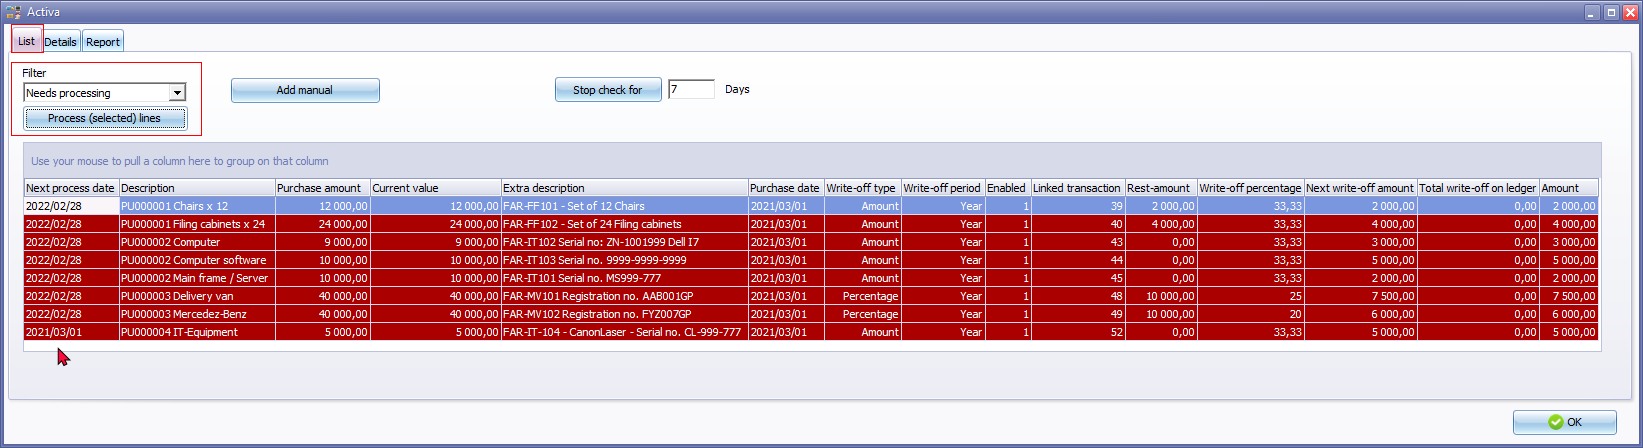 Activa
List Details Report
Filter
Needs processing
Add manual
Stop check for 7 Days
Process (selected) lines
Use your mouse to pull a column here to group on that column
Next process date Description Purchase amount Current value Extra description Purchase date Write-off type Write-off period Enabled Linked transaction Rest-amount Write-off percentage Next write-off amount Total write-off on ledger Amount
2022/02/28 PU000001 Chairs x 12 12 000,00 12 000,00 FAR-FF101 - Set of 12 Chairs 2021/03/01 Amount Year 1 39 2 000,00 33,33 2 000,00 0,00 2 000,00
2022/02/28 PU000001 Filing cabinets x 24 24 000,00 24 000,00 FAR-FF102 - Set of 24 Filing cabinets 2021/03/01 Amount Year 1 40 4 000,00 33,33 4 000,00 0,00 4 000,00
2022/02/28 PU000002 Computer 9 000,00 9 000,00 FAR-IT102 Serial no: ZN-1001999 Dell I7 2021/03/01 Amount Year 1 43 0,00 33,33 3 000,00 0,00 3 000,00
2022/02/28 PU000002 Computer software 10 000,00 10 000,00 FAR-IT103 Serial no. 9999-9999-9999 2021/03/01 Amount Year 1 44 0,00 33,33 5 000,00 0,00 5 000,00
2022/02/28 PU000002 Main frame / Server 10 000,00 10 000,00 FAR-IT101 Serial no. MS999-777 2021/03/01 Amount Year 1 45 0,00 33,33 2 000,00 0,00 2 000,00
2022/02/28 PU000003 Delivery van 40 000,00 40 000,00 FAR-MV101 Registration no. AAB001GP 2021/03/01 Percentage Year 1 48 10 000,00 25 7 500,00 0,00 7 500,00
2022/02/28 PU000003 Mercedez-Benz 40 000,00 40 000,00 FAR-MV102 Registration no. FYZ007GP 2021/03/01 Percentage Year 1 49 10 000,00 20 6 000,00 0,00 6 000,00
2021/03/01 PU000004 IT-Equipment 5 000,00 5 000,00 FAR-IT-104 - CanonLaser - Serial no. CL-999-777 2021/03/01 Amount Year 1 52 0,00 33,33 5 000,00 0,00 5 000,00
OK